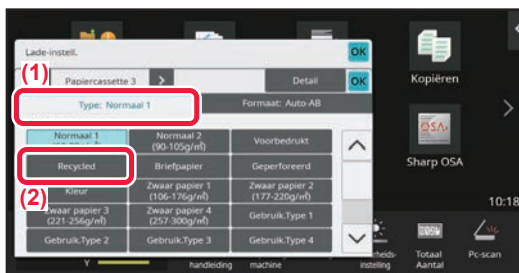 Lade-instell.
OK
(1)
Papiercassette 3
>
Detail
OK
Type: Normaal 1
Formaat: Auto-AB
Normaal 1
Normaal 2
(90-105g/㎡)
Voorbedrukt
Recycled
Briefpapier
Geperforeerd
(2)
Kleur
Zwaar papier 1
(106-176g/㎡)
Zwaar papier 2
(177-220g/㎡)
Zwaar papier 3
(221-256g/㎡)
Zwaar papier 4
(257-300g/㎡)
Gebruik.Type 1
Gebruik.Type 2
Gebruik.Type 3
Gebruik.Type 4
Kopiëren
OSA
Sharp OSA
10:18
Y
handleiding
machine
instelling
Totaal
Aantal
Pc-scan